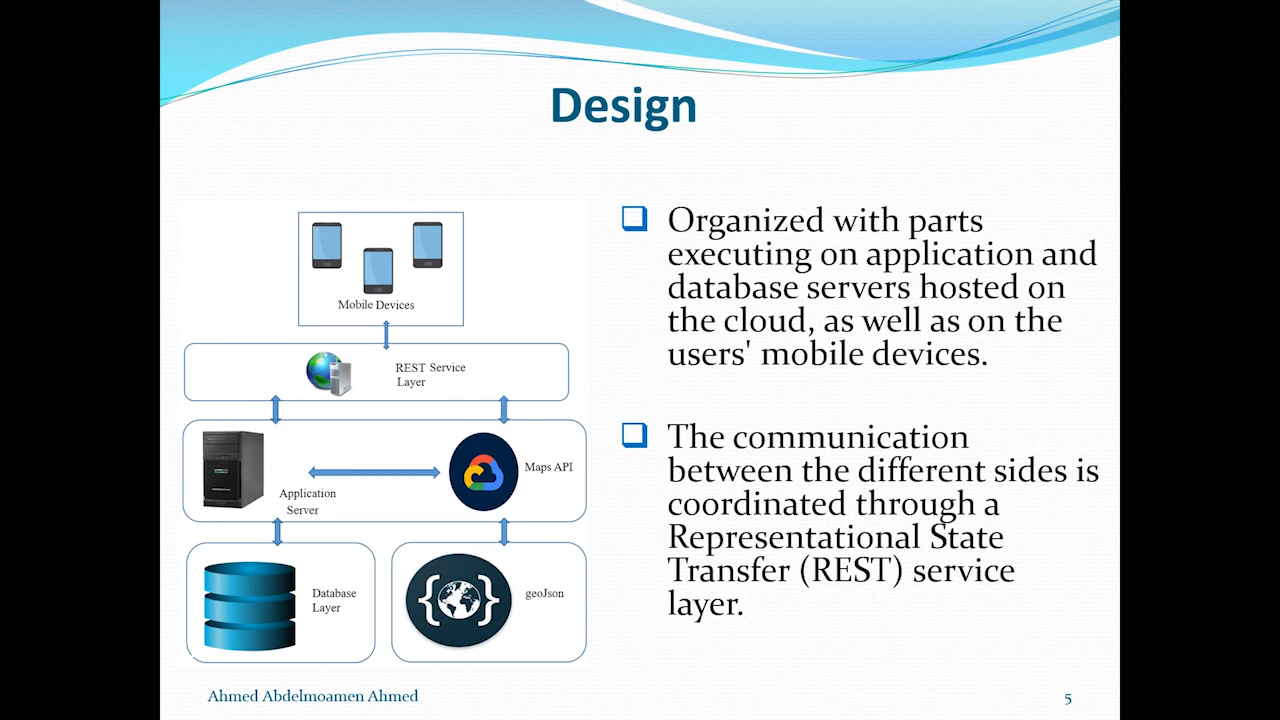 Design
Mobile Devices
REST Service
Layer
Application
Server
Maps API
Database
Layer
geoJson
Organized with parts
executing on application and
database servers hosted on
the cloud, as well as on the
users' mobile devices.
The communication
between the different sides is
coordinated through a
Representational State
Transfer (REST) service
layer.
Ahmed Abdelmoamen Ahmed
5